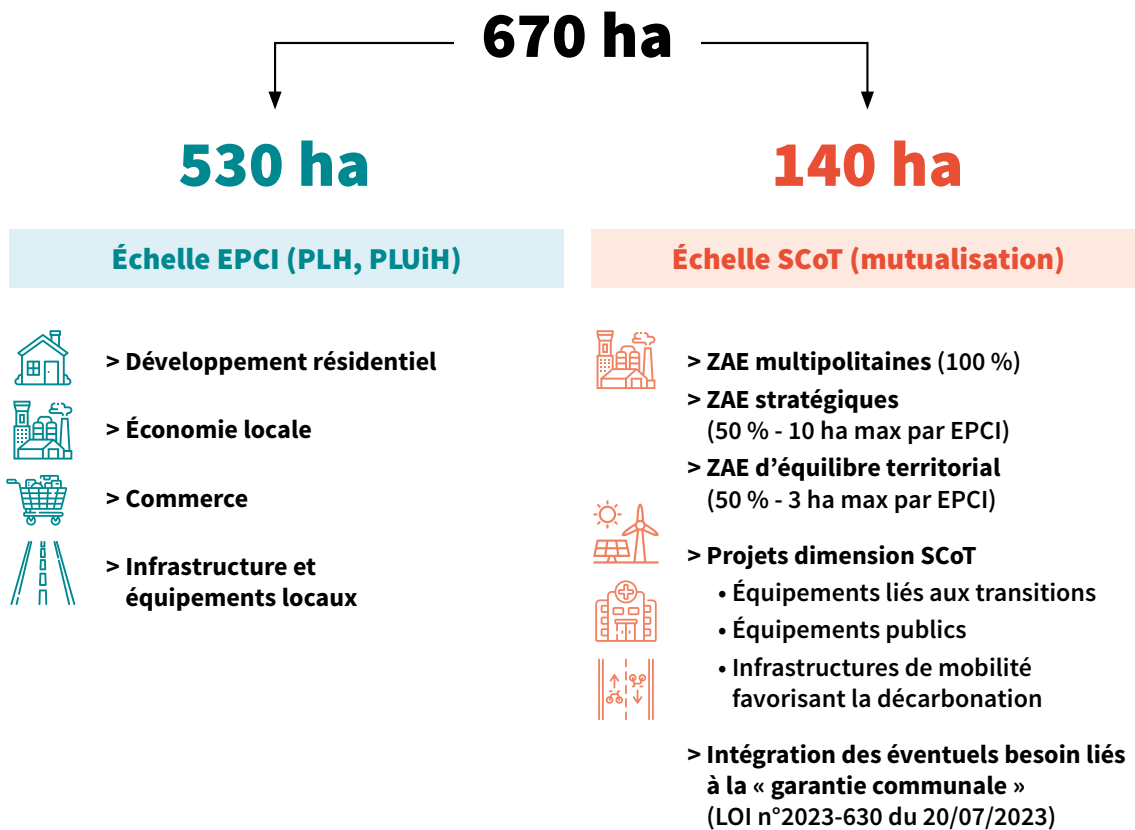 670 ha
530 ha
Échelle EPCI (PLH, PLUiH)
> Développement résidentiel
> Économie locale
> Commerce
> Infrastructure et
équipements locaux
140 ha
Échelle SCoT (mutualisation)
> ZAE multipolitaines (100 %)
> ZAE stratégiques
(50 % - 10 ha max par EPCI)
> ZAE d’équilibre territorial
(50 % - 3 ha max par EPCI)
> Projets dimension SCoT
• Équipements liés aux transitions
• Équipements publics
• Infrastructures de mobilité
favorisant la décarbonation
> Intégration des éventuels besoin liés
à la « garantie communale »
(LOI n°2023-630 du 20/07/2023)